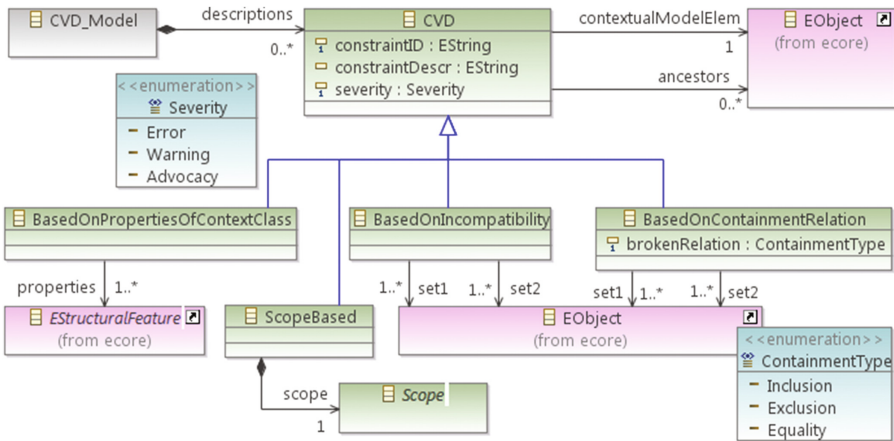 CVD_Model
descriptions
0..*
CVD
constraintID : EString
constraintDescr : EString
severity : Severity
contextualModelElem
1
ancestors
0..*
EObject
(from ecore)
<<enumeration>>
Severity
Error
Warning
Advocacy
BasedOnPropertiesOfContextClass
BasedOnIncompatibility
BasedOnContainmentRelation
brokenRelation : ContainmentType
properties
1..*
1..*
set1
1..*
set2
set1
1..*
1..*
set2
EStructuralFeature
(from ecore)
ScopeBased
EObject
(from ecore)
<<enumeration>>
ContainmentType
Inclusion
Exclusion
Equality
scope
1
Scope